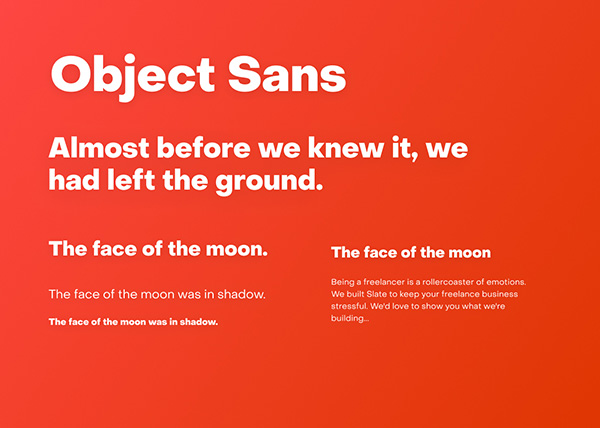 Object Sans
Almost before we knew it, we
had left the ground.
The face of the moon.
The face of the moon was in shadow.
The face of the moon was in shadow.
The face of the moon
Being a freelancer is a rollercoaster of emotions.
We built Slate to keep your freelance business
stressful. We'd love to show you what we're
building...